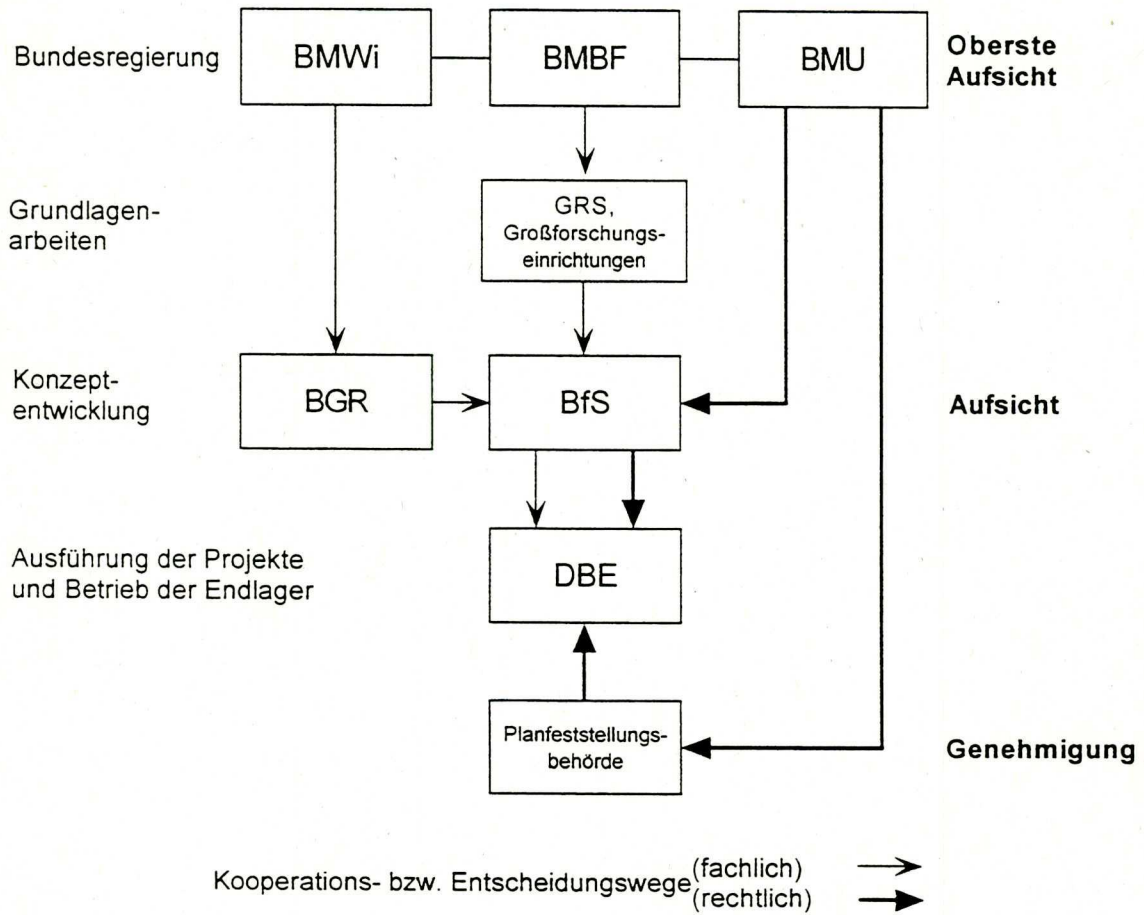 Bundesregierung
BMWi
BMBF
BMU
Oberste
Aufsicht
Grundlagen-
arbeiten
GRS,
Großforschungs-
einrichtungen
Konzept-
entwicklung
BGR
BfS
Aufsicht
Ausführung der Projekte
und Betrieb der Endlager
DBE
Planfeststellungs-
behörde
Genehmigung
Kooperations- bzw. Entscheidungswege
(fachlich)
(rechtlich)